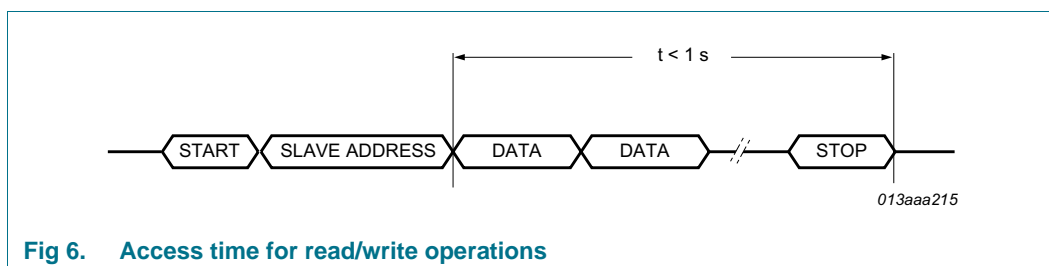 t < 1 s
START SLAVE ADDRESS DATA DATA STOP
013aaa215
Fig 6. Access time for read/write operations